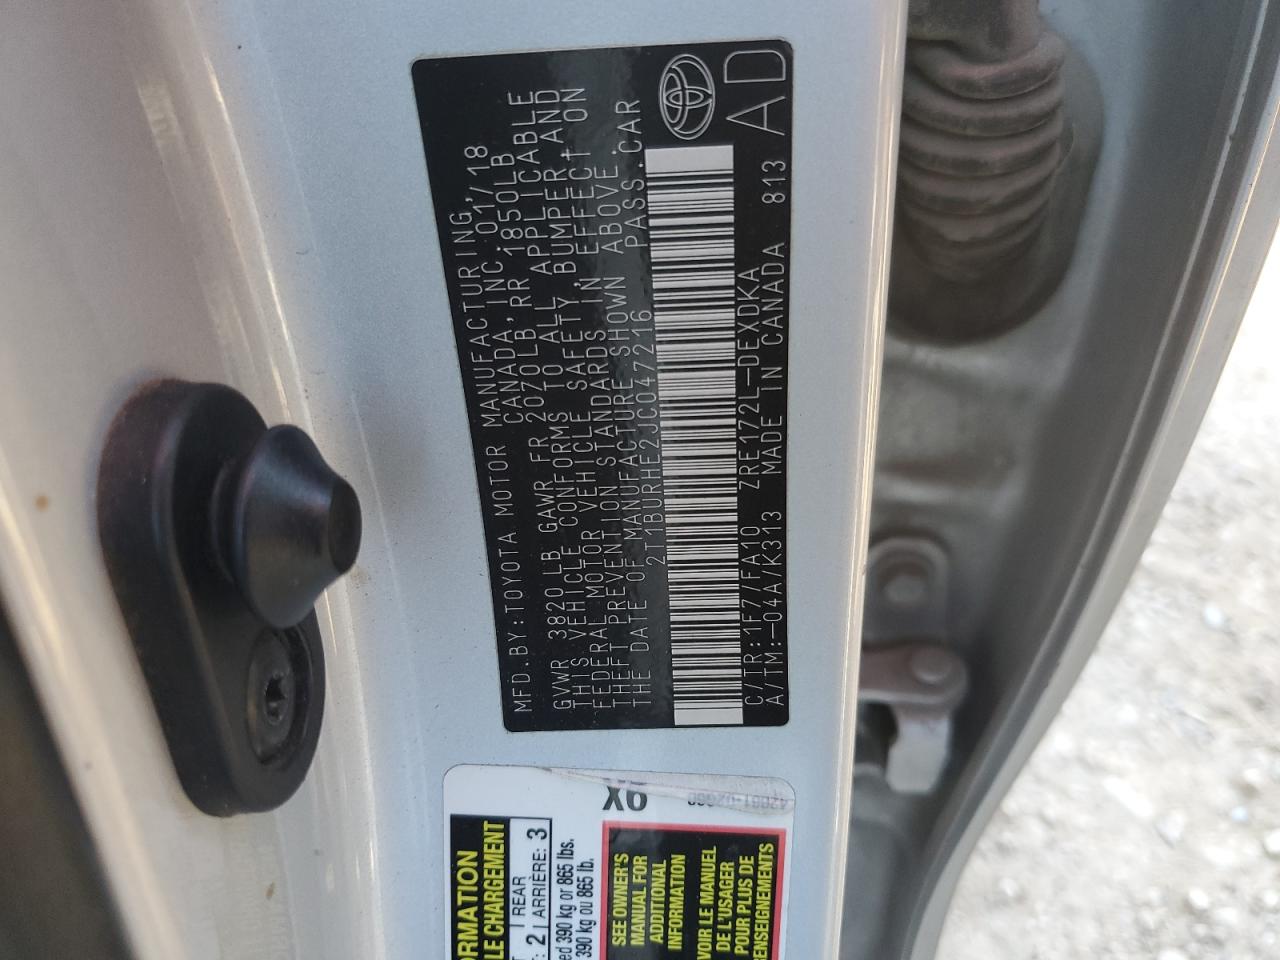 MFD.BY:TOYOTA MOTOR MANUFACTURING,
CANADA,INC. 01/18
GVWR 3820LB GAWR FR 2070LB,RR 1850LB
THIS VEHICLE CONFORMS TO ALL APPLICABLE
FEDERAL MOTOR VEHICLE SAFETY,BUMPER,AND
THEFT PREVENTION STANDARDS IN EFFECT ON
THE DATE OF MANUFACTURE SHOWN ABOVE.
2T1BURHE2JC047216 PASS.CAR
C/TR:1F7/FA10 ZRE172L-DEXDKA
A/TM:-04A/K313 MADE IN CANADA 813
AD
X6
REAR
2 ARRIÈRE: 3
390 kg or 865 lbs.
390 kg ou 865 lb.
SEE OWNER'S
MANUAL FOR
ADDITIONAL
INFORMATION
VOIR LE MANUEL
DE L'USAGER
POUR PLUS DE
RENSEIGNEMENTS